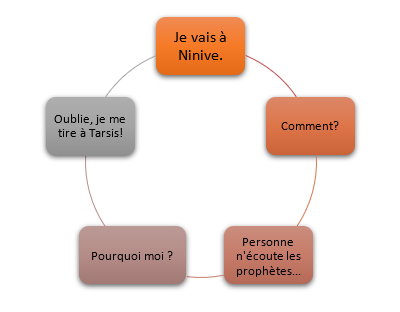 Je vais à
Ninive.
Comment?
Personne
n'écoute les
prophètes...
Pourquoi moi ?
Oublie, je me
tire à Tarsis!